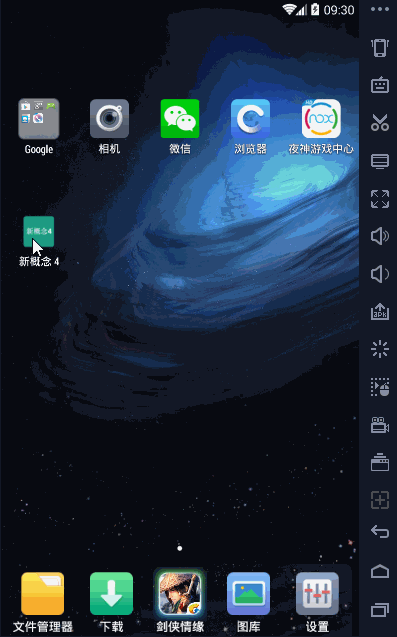 09:30
Google
相机
微信
浏览器
夜神游戏中心
nox
新概念4
新概念 4
文件管理器
下载
剑侠情缘
图库
设置
apk